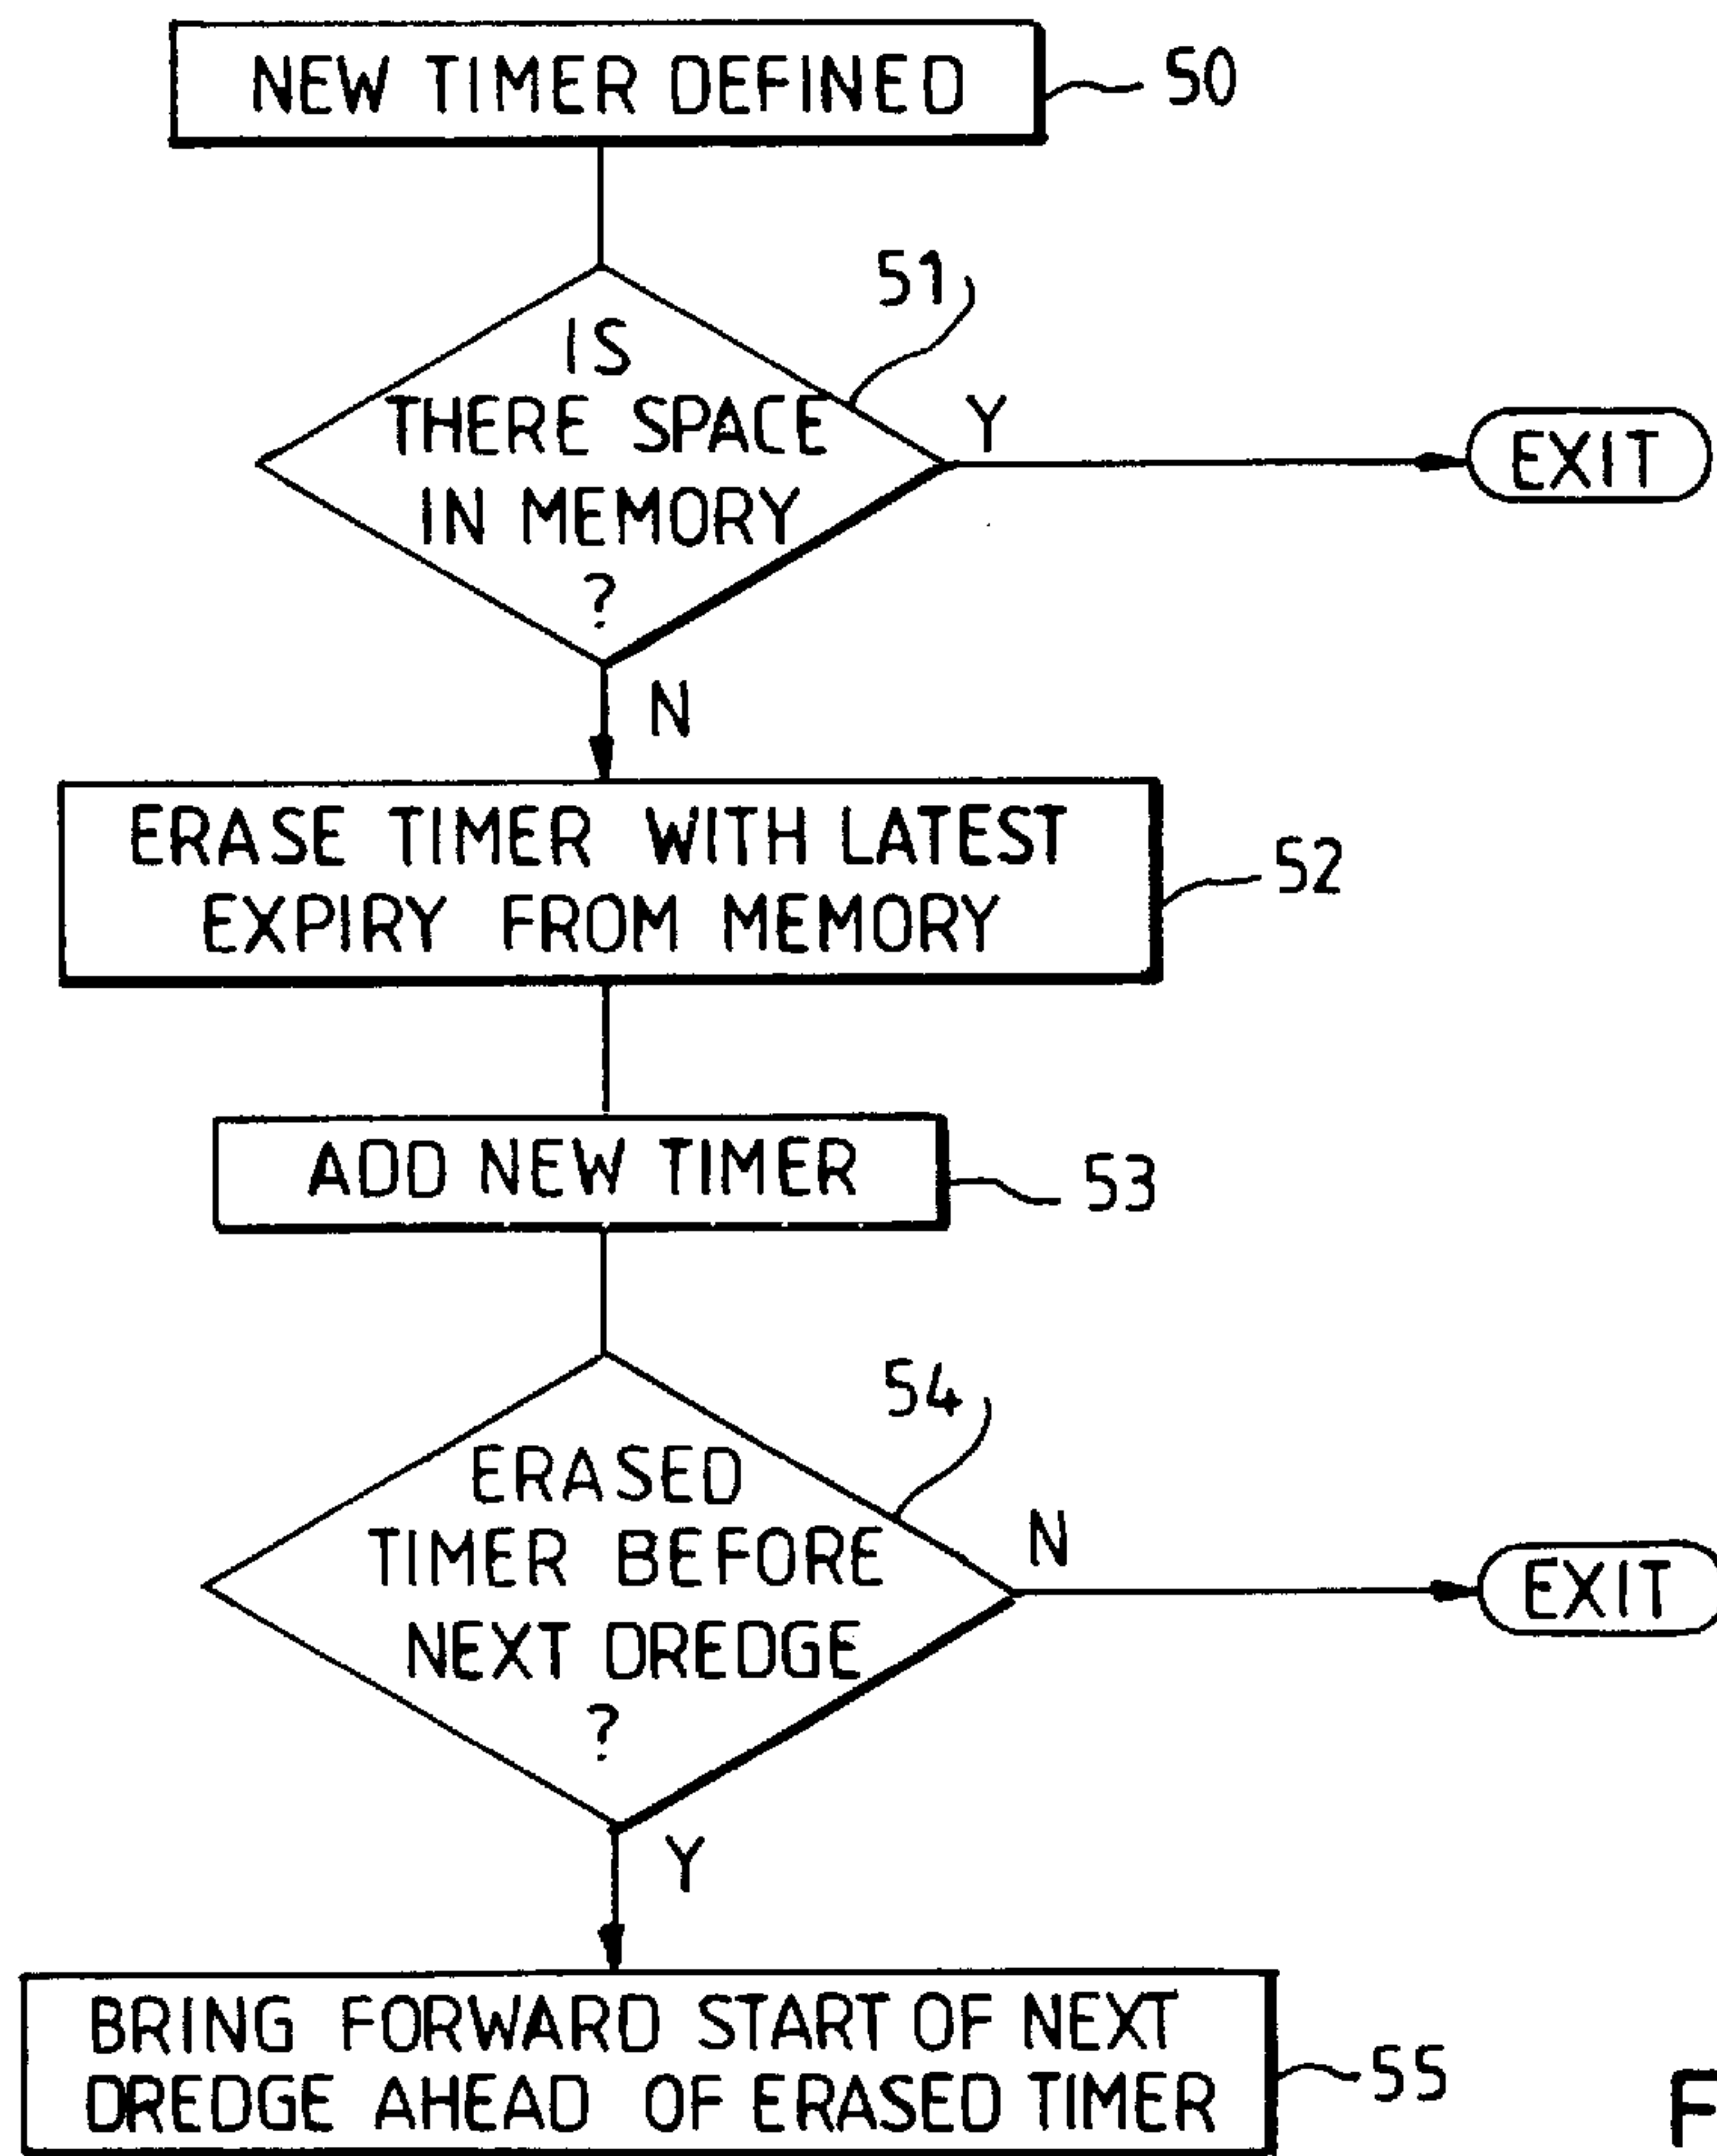 NEW TIMER DEFINED
50
51
IS
THERE SPACE
IN MEMORY
?
Y
EXIT
N
ERASE TIMER WITH LATEST
EXPIRY FROM MEMORY
52
ADD NEW TIMER
53
54
ERASED
TIMER BEFORE
NEXT DREDGE
?
N
EXIT
Y
BRING FORWARD START OF NEXT
DREDGE AHEAD OF ERASED TIMER
55